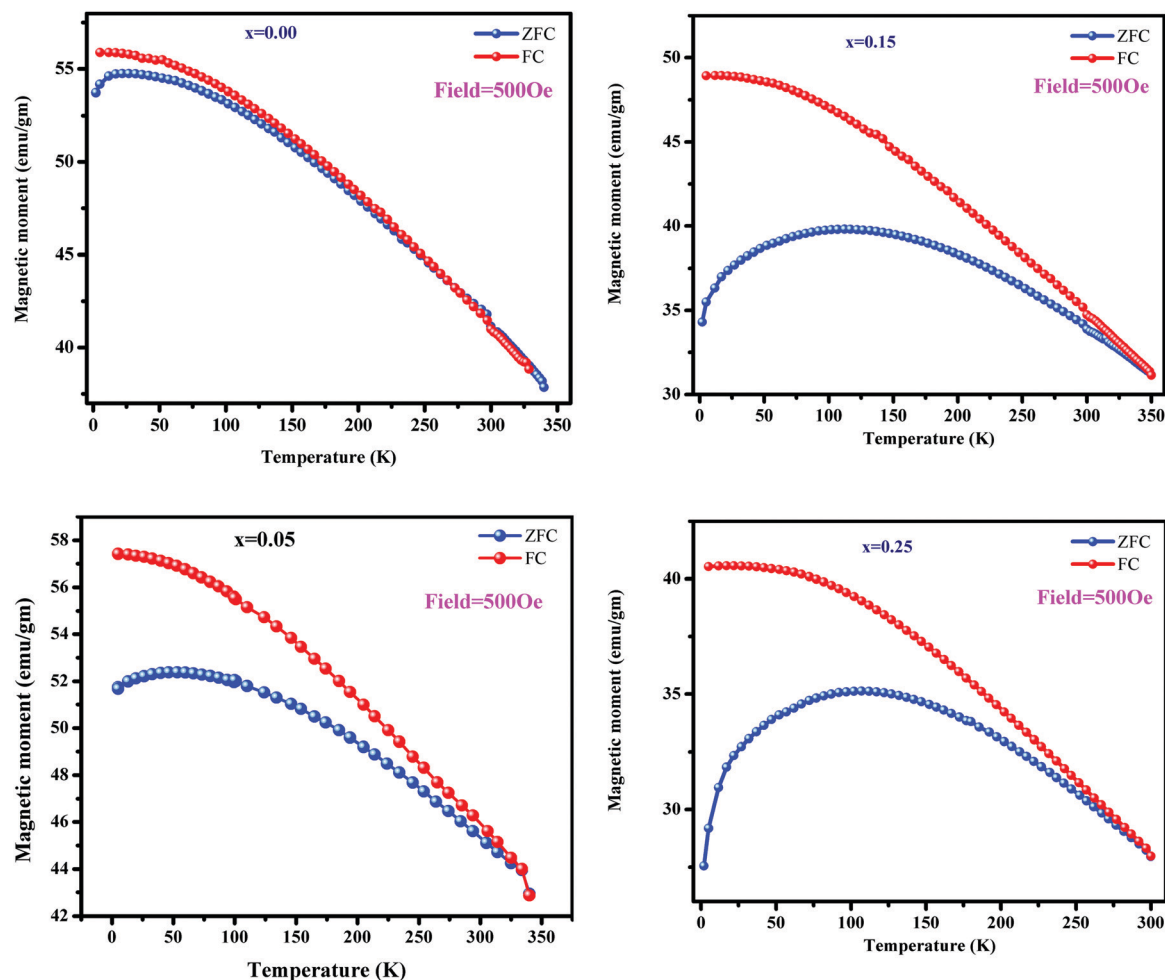 x=0.00
ZFC
FC
Field=500Oe
55
50
45
40
0 50 100 150 200 250 300 350
Temperature (K)
Magnetic moment (emu/gm)
x=0.15
ZFC
FC
Field=500Oe
50
45
40
35
30
0 50 100 150 200 250 300 350
Temperature (K)
Magnetic moment (emu/gm)
x=0.05
ZFC
FC
Field=500Oe
58
56
54
52
50
48
46
44
42
0 50 100 150 200 250 300 350
Temperature (K)
Magnetic moment (emu/gm)
x=0.25
ZFC
FC
Field=500Oe
40
35
30
0 50 100 150 200 250 300
Temperature (K)
Magnetic moment (emu/gm)